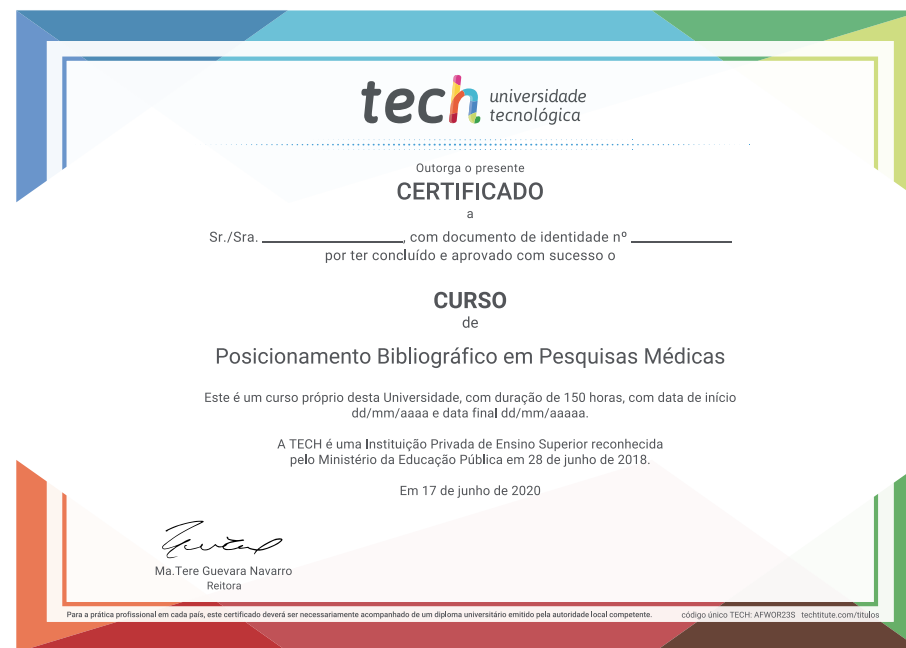 tech universidade
tecnológica
Outorga o presente
CERTIFICADO
a
Sr./Sra. ______________, com documento de identidade nº __________
por ter concluído e aprovado com sucesso o
CURSO
de
Posicionamento Bibliográfico em Pesquisas Médicas
Este é um curso próprio desta Universidade, com duração de 150 horas, com data de início
dd/mm/aaaa e data final dd/mm/aaaaa.
A TECH é uma Instituição Privada de Ensino Superior reconhecida
pelo Ministério da Educação Pública em 28 de junho de 2018.
Em 17 de junho de 2020
Ma.Tere Guevara Navarro
Reitora
Para a prática profissional em cada país, este certificado deverá ser necessariamente acompanhado de um diploma universitário emitido pela autoridade local competente. código único TECH: AFWOR23S techtitute.com/titulos